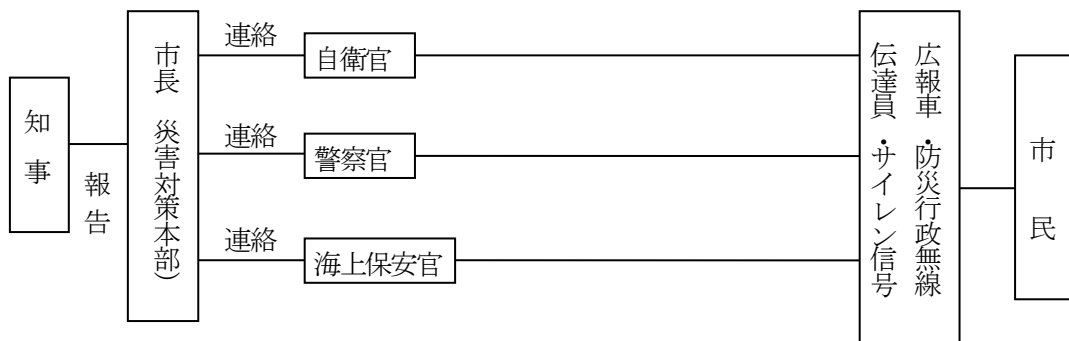 知事
報告
市長 災害対策本部)
連絡
自衛官
連絡
警察官
連絡
海上保安官
広報車・防災行政無線
伝達員・サイレン信号
市民